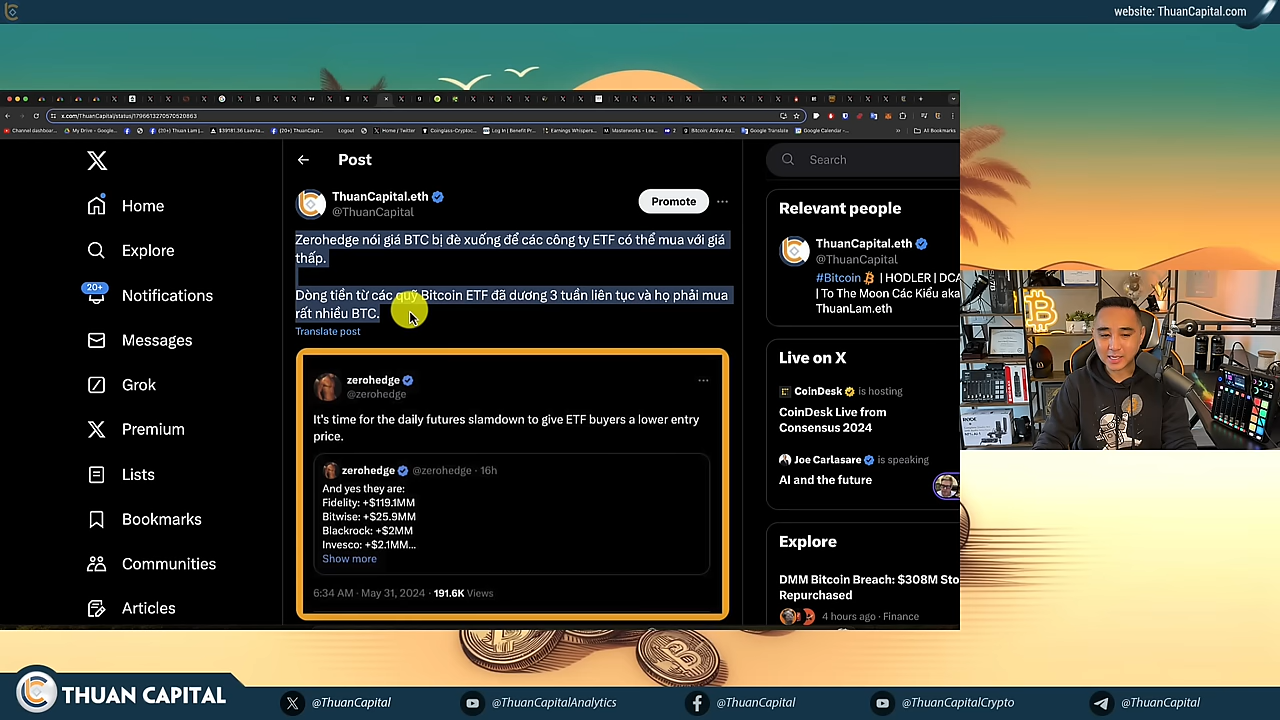 website: ThuanCapital.com
x.com/ThuanCapital/status/1796613270570520863
Post
ThuanCapital.eth
@ThuanCapital
Promote
Zerohedge nói giá BTC bị đè xuống để các công ty ETF có thể mua với giá
thấp.
Dòng tiền từ các quỹ Bitcoin ETF đã dương 3 tuần liên tục và họ phải mua
rất nhiều BTC.
Translate post
zerohedge
@zerohedge
It's time for the daily futures slamdown to give ETF buyers a lower entry
price.
zerohedge @zerohedge · 16h
And yes they are:
Fidelity: +$119.1MM
Bitwise: +$25.9MM
Blackrock: +$2MM
Invesco: +$2.1MM...
Show more
6:34 AM · May 31, 2024 · 191.6K Views
Home
Explore
20+
Notifications
Messages
Grok
Premium
Lists
Bookmarks
Communities
Articles
Search
Relevant people
ThuanCapital.eth
@ThuanCapital
#Bitcoin | HODLER | DCA
| To The Moon Các Kiểu aka
ThuanLam.eth
Live on X
CoinDesk is hosting
CoinDesk Live from
Consensus 2024
Joe Carlasare is speaking
AI and the future
Explore
DMM Bitcoin Breach: $308M Sto
Repurchased
4 hours ago · Finance
THUAN CAPITAL
@ThuanCapital
@ThuanCapitalAnalytics
@ThuanCapital
@ThuanCapitalCrypto
@ThuanCapital